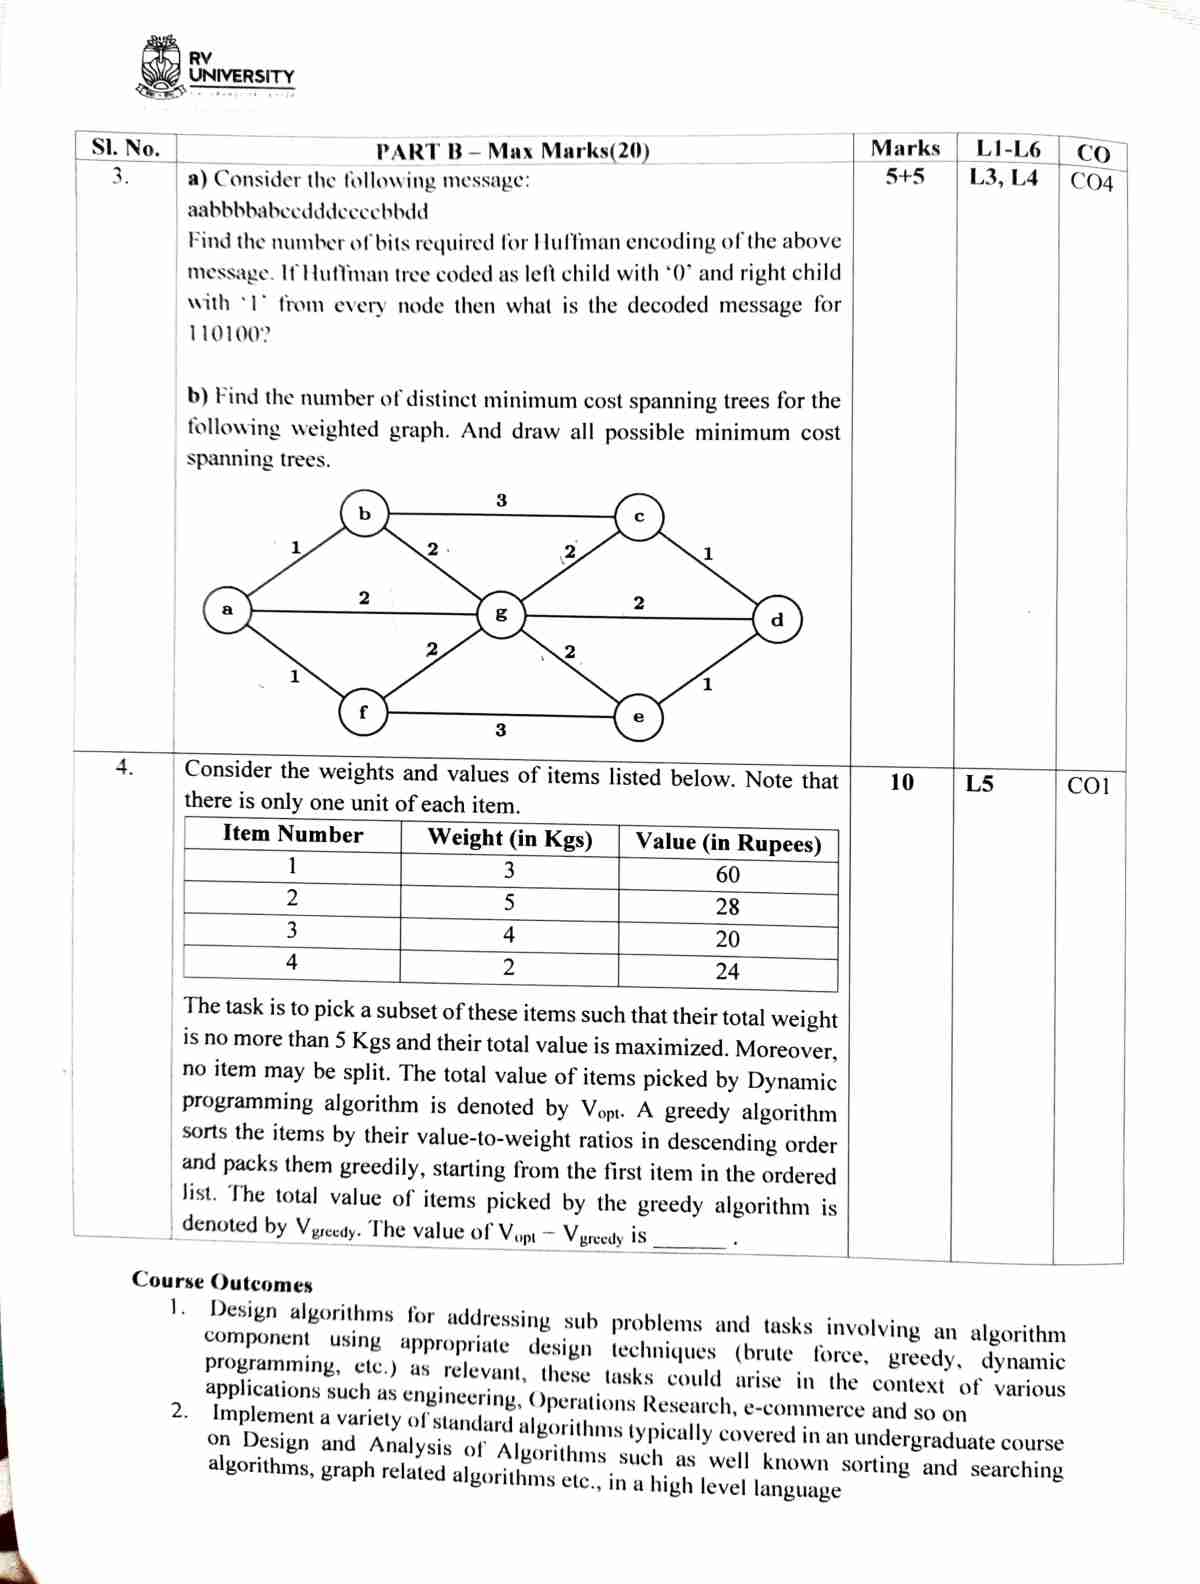 RV
UNIVERSITY
Sl. No. PART B – Max Marks(20) Marks L1-L6 CO
3. a) Consider the following message: 5+5 L3, L4 CO4
Find the number of bits required for Huffman encoding of the above
message. If Huffman tree coded as left child with ‘0’ and right child
with ‘1’ from every node then what is the decoded message for
110100?
b) Find the number of distinct minimum cost spanning trees for the
following weighted graph. And draw all possible minimum cost
spanning trees.
b 3 c
1 2 2 1
a 2 g 2 d
1 2 2 1
f 3 e
4. Consider the weights and values of items listed below. Note that 10 L5 CO1
there is only one unit of each item.
Item Number Weight (in Kgs) Value (in Rupees)
1 3 60
2 5 28
3 4 20
4 2 24
The task is to pick a subset of these items such that their total weight
is no more than 5 Kgs and their total value is maximized. Moreover,
no item may be split. The total value of items picked by Dynamic
programming algorithm is denoted by Vopt. A greedy algorithm
sorts the items by their value-to-weight ratios in descending order
and packs them greedily, starting from the first item in the ordered
list. The total value of items picked by the greedy algorithm is
denoted by Vgreedy. The value of Vopt − Vgreedy is ______ .
Course Outcomes
1. Design algorithms for addressing sub problems and tasks involving an algorithm
component using appropriate design techniques (brute force, greedy, dynamic
programming, etc.) as relevant, these tasks could arise in the context of various
applications such as engineering, Operations Research, e-commerce and so on
2. Implement a variety of standard algorithms typically covered in an undergraduate course
on Design and Analysis of Algorithms such as well known sorting and searching
algorithms, graph related algorithms etc., in a high level language